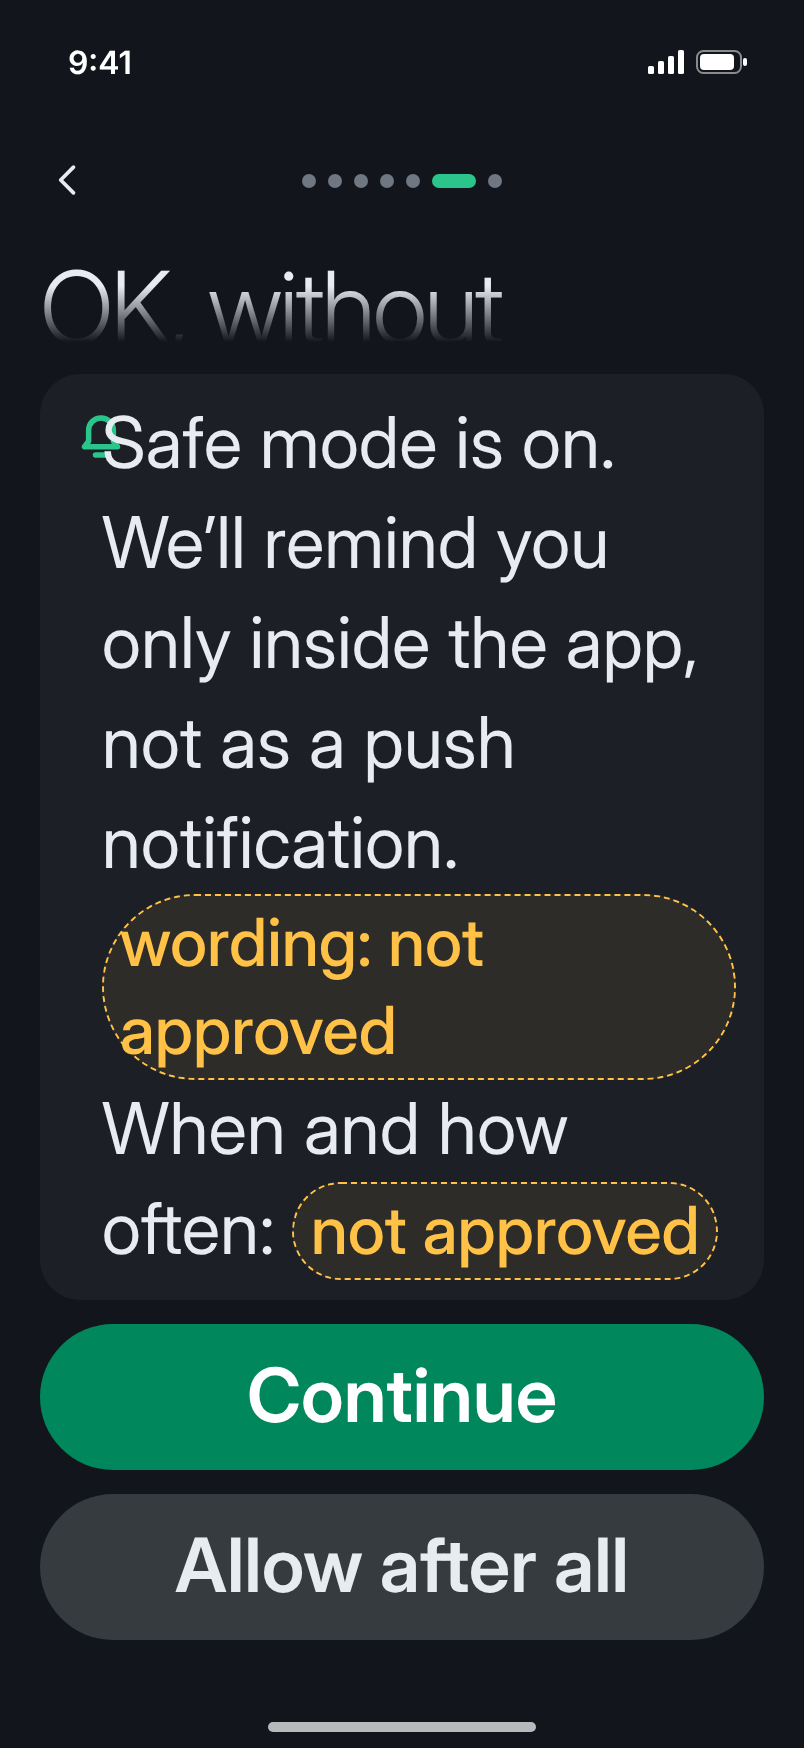 9:41
OK, without
Safe mode is on.
We’ll remind you
only inside the app,
not as a push
notification.
wording: not
approved
When and how
often: not approved
Continue
Allow after all